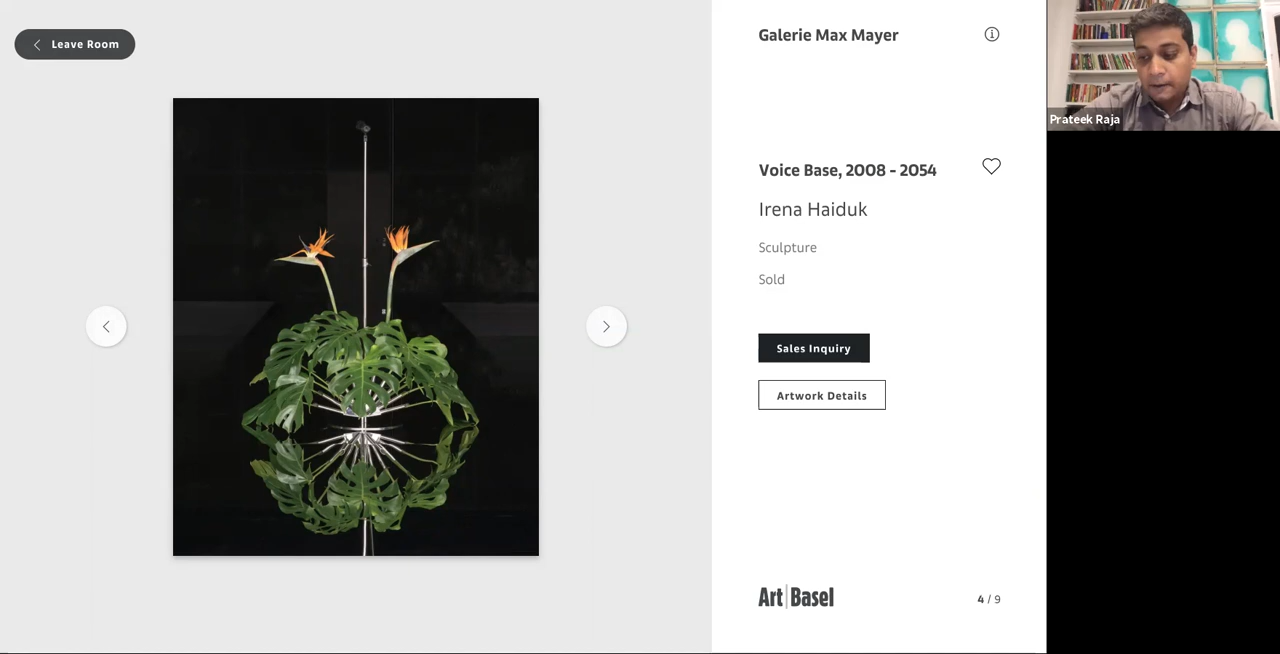 Leave Room
Galerie Max Mayer
Voice Base, 2008 - 2054
Irena Haiduk
Sculpture
Sold
Sales Inquiry
Artwork Details
Art Basel
4 / 9
Prateek Raja